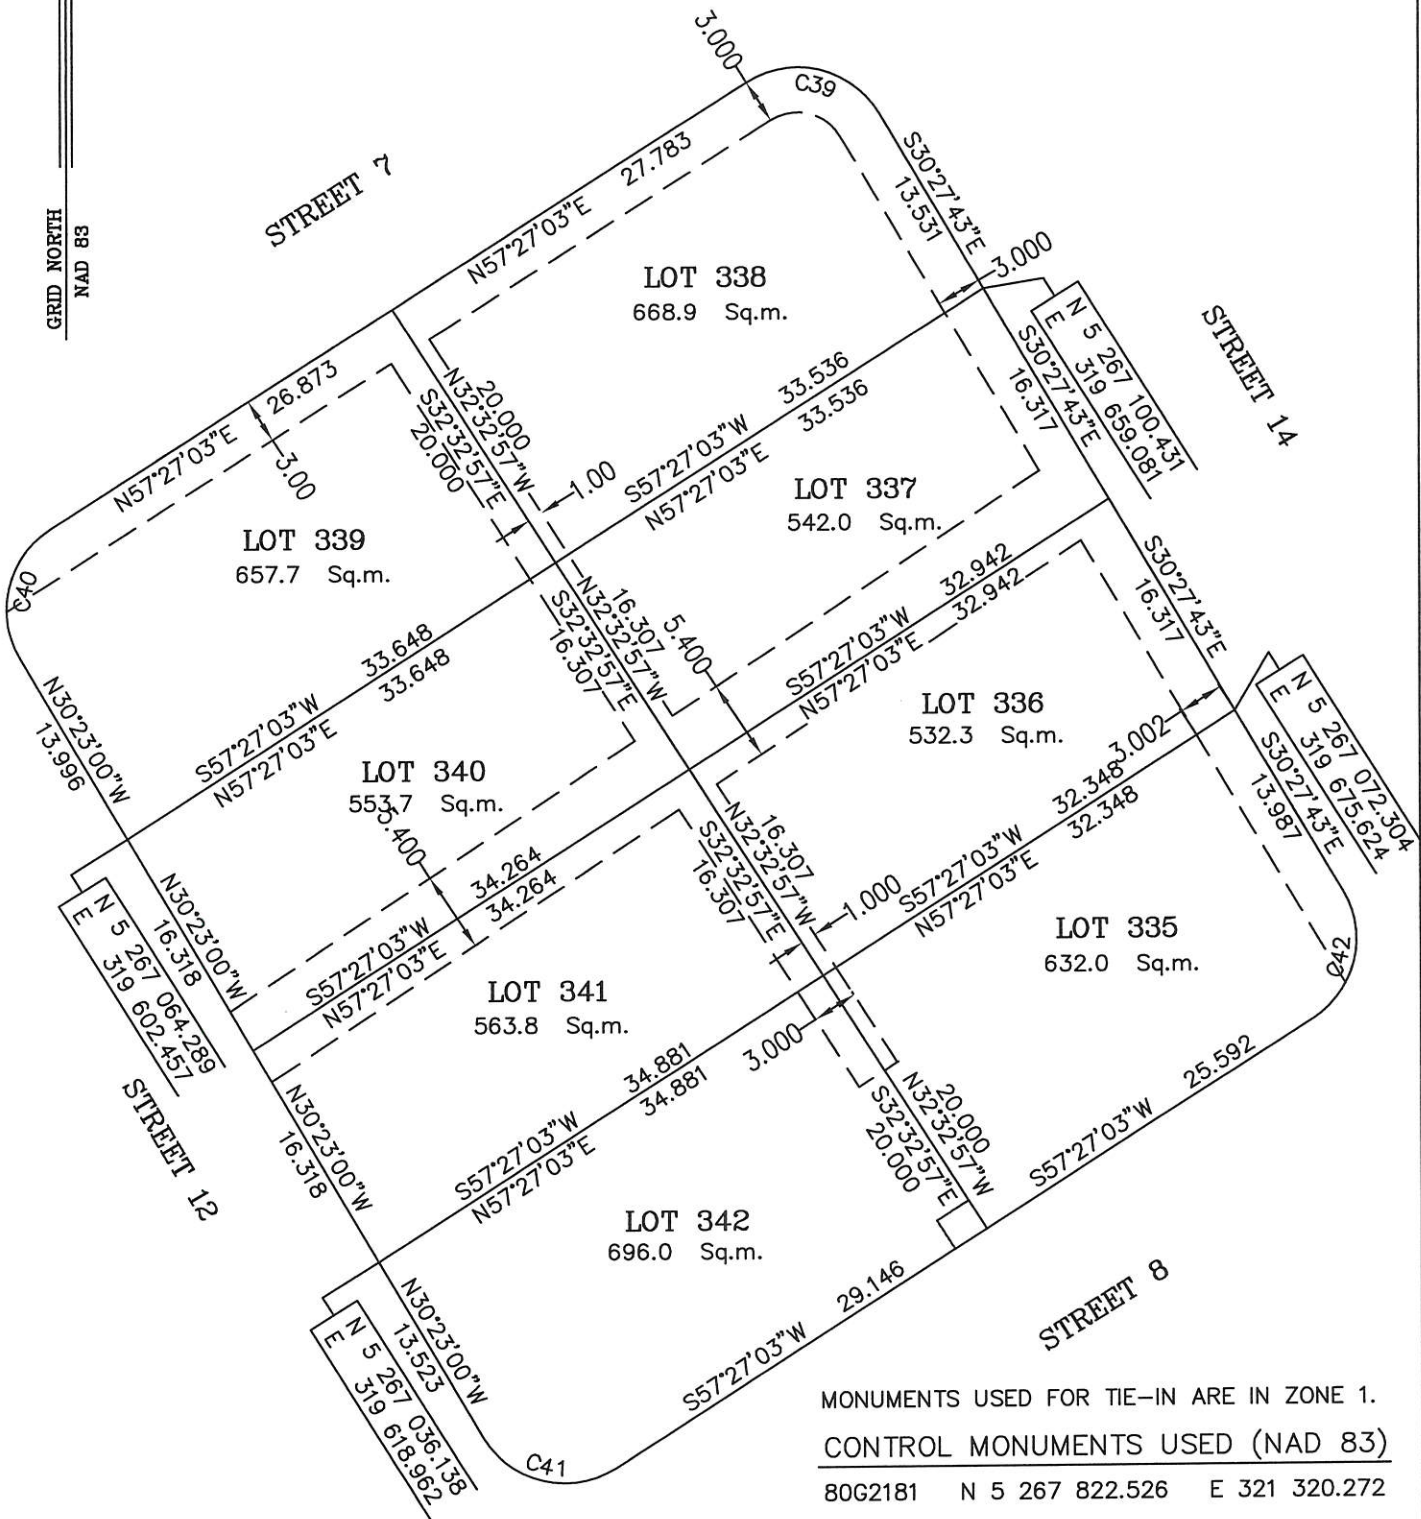 GRID NORTH
NAD 83
STREET 7
3.000
C39
N57°27'03"E 27.783
S30°27'43"E
13.531
3.000
LOT 338
668.9 Sq.m.
N 5 267 100.431
E 319 659.081
STREET 14
N57°27'03"E 26.873
3.00
N32°32'57"W
20.000
S32°32'57"E
20.000
1.00
S57°27'03"W 33.536
N57°27'03"E 33.536
S30°27'43"E
16.317
LOT 339
657.7 Sq.m.
LOT 337
542.0 Sq.m.
C40
N30°23'00"W
13.996
S57°27'03"W 33.648
N57°27'03"E 33.648
N32°32'57"W
16.307
S32°32'57"E
16.307
5.400
S57°27'03"W 32.942
N57°27'03"E 32.942
S30°27'43"E
16.317
LOT 340
553.7 Sq.m.
LOT 336
532.3 Sq.m.
3.002
N 5 267 072.304
E 319 675.624
5.400
S57°27'03"W 34.264
N57°27'03"E 34.264
N32°32'57"W
16.307
S32°32'57"E
16.307
1.000
S57°27'03"W 32.348
N57°27'03"E 32.348
S30°27'43"E
13.987
N 5 267 064.289
E 319 602.457
N30°23'00"W
16.318
STREET 12
LOT 341
563.8 Sq.m.
LOT 335
632.0 Sq.m.
C42
N30°23'00"W
16.318
3.000
S57°27'03"W 34.881
N57°27'03"E 34.881
N32°32'57"W
20.000
S32°32'57"E
20.000
S57°27'03"W 25.592
LOT 342
696.0 Sq.m.
N 5 267 036.138
E 319 618.962
N30°23'00"W
13.523
S57°27'03"W 29.146
C41
STREET 8
MONUMENTS USED FOR TIE-IN ARE IN ZONE 1.
CONTROL MONUMENTS USED (NAD 83)
80G2181 N 5 267 822.526 E 321 320.272